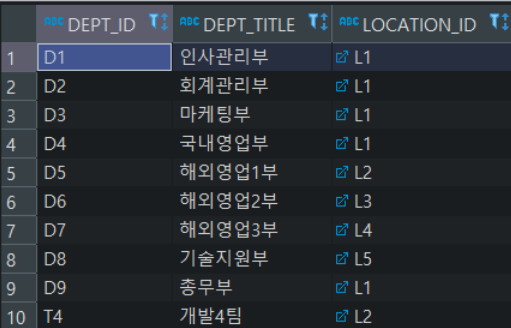 ABC DEPT_ID ABC DEPT_TITLE ABC LOCATION_ID
1 D1 인사관리부 L1
2 D2 회계관리부 L1
3 D3 마케팅부 L1
4 D4 국내영업부 L1
5 D5 해외영업1부 L2
6 D6 해외영업2부 L3
7 D7 해외영업3부 L4
8 D8 기술지원부 L5
9 D9 총무부 L1
10 T4 개발4팀 L2